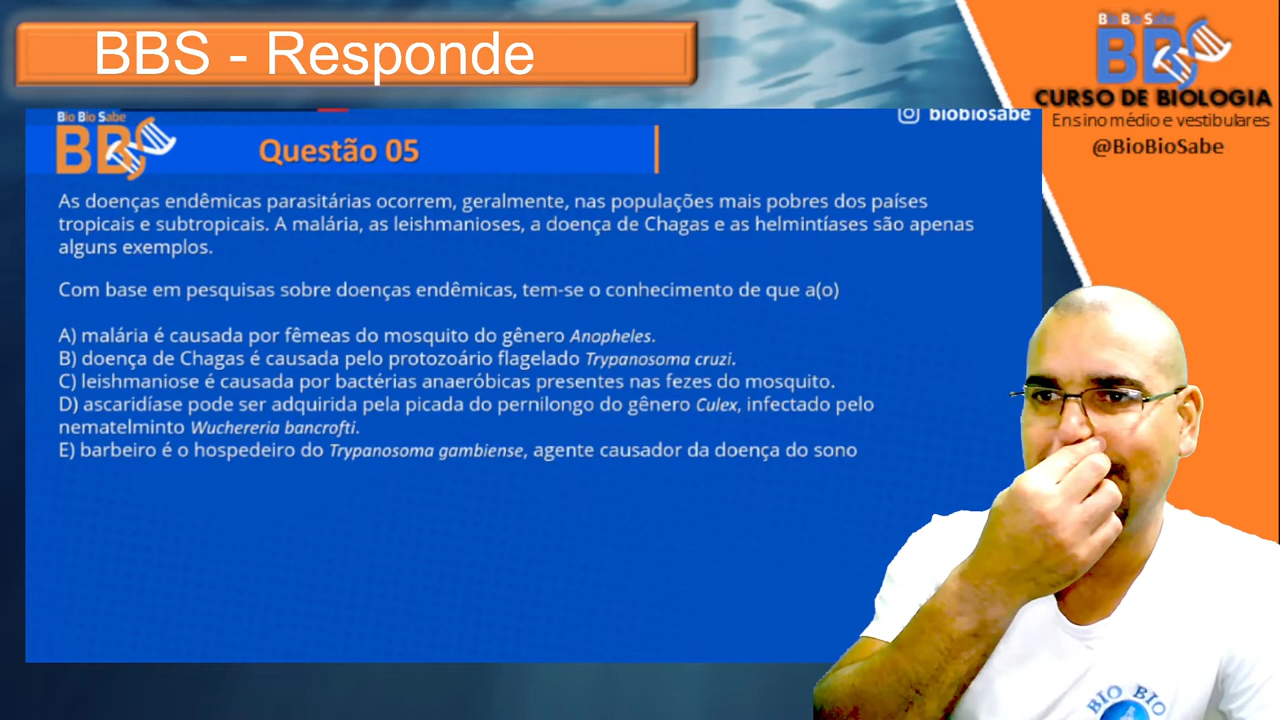 BBS - Responde
Bio Bio Sabe
BBS
CURSO DE BIOLOGIA
Ensino médio e vestibulares
@BioBioSabe
Bio Bio Sabe
BBS
biobiosabe
Questão 05
As doenças endêmicas parasitárias ocorrem, geralmente, nas populações mais pobres dos países
tropicais e subtropicais. A malária, as leishmanioses, a doença de Chagas e as helmintíases são apenas
alguns exemplos.
Com base em pesquisas sobre doenças endêmicas, tem-se o conhecimento de que a(o)
A) malária é causada por fêmeas do mosquito do gênero Anopheles.
B) doença de Chagas é causada pelo protozoário flagelado Trypanosoma cruzi.
C) leishmaniose é causada por bactérias anaeróbicas presentes nas fezes do mosquito.
D) ascaridíase pode ser adquirida pela picada do pernilongo do gênero Culex, infectado pelo
nematelminto Wuchereria bancrofti.
E) barbeiro é o hospedeiro do Trypanosoma gambiense, agente causador da doença do sono
BIO BIO